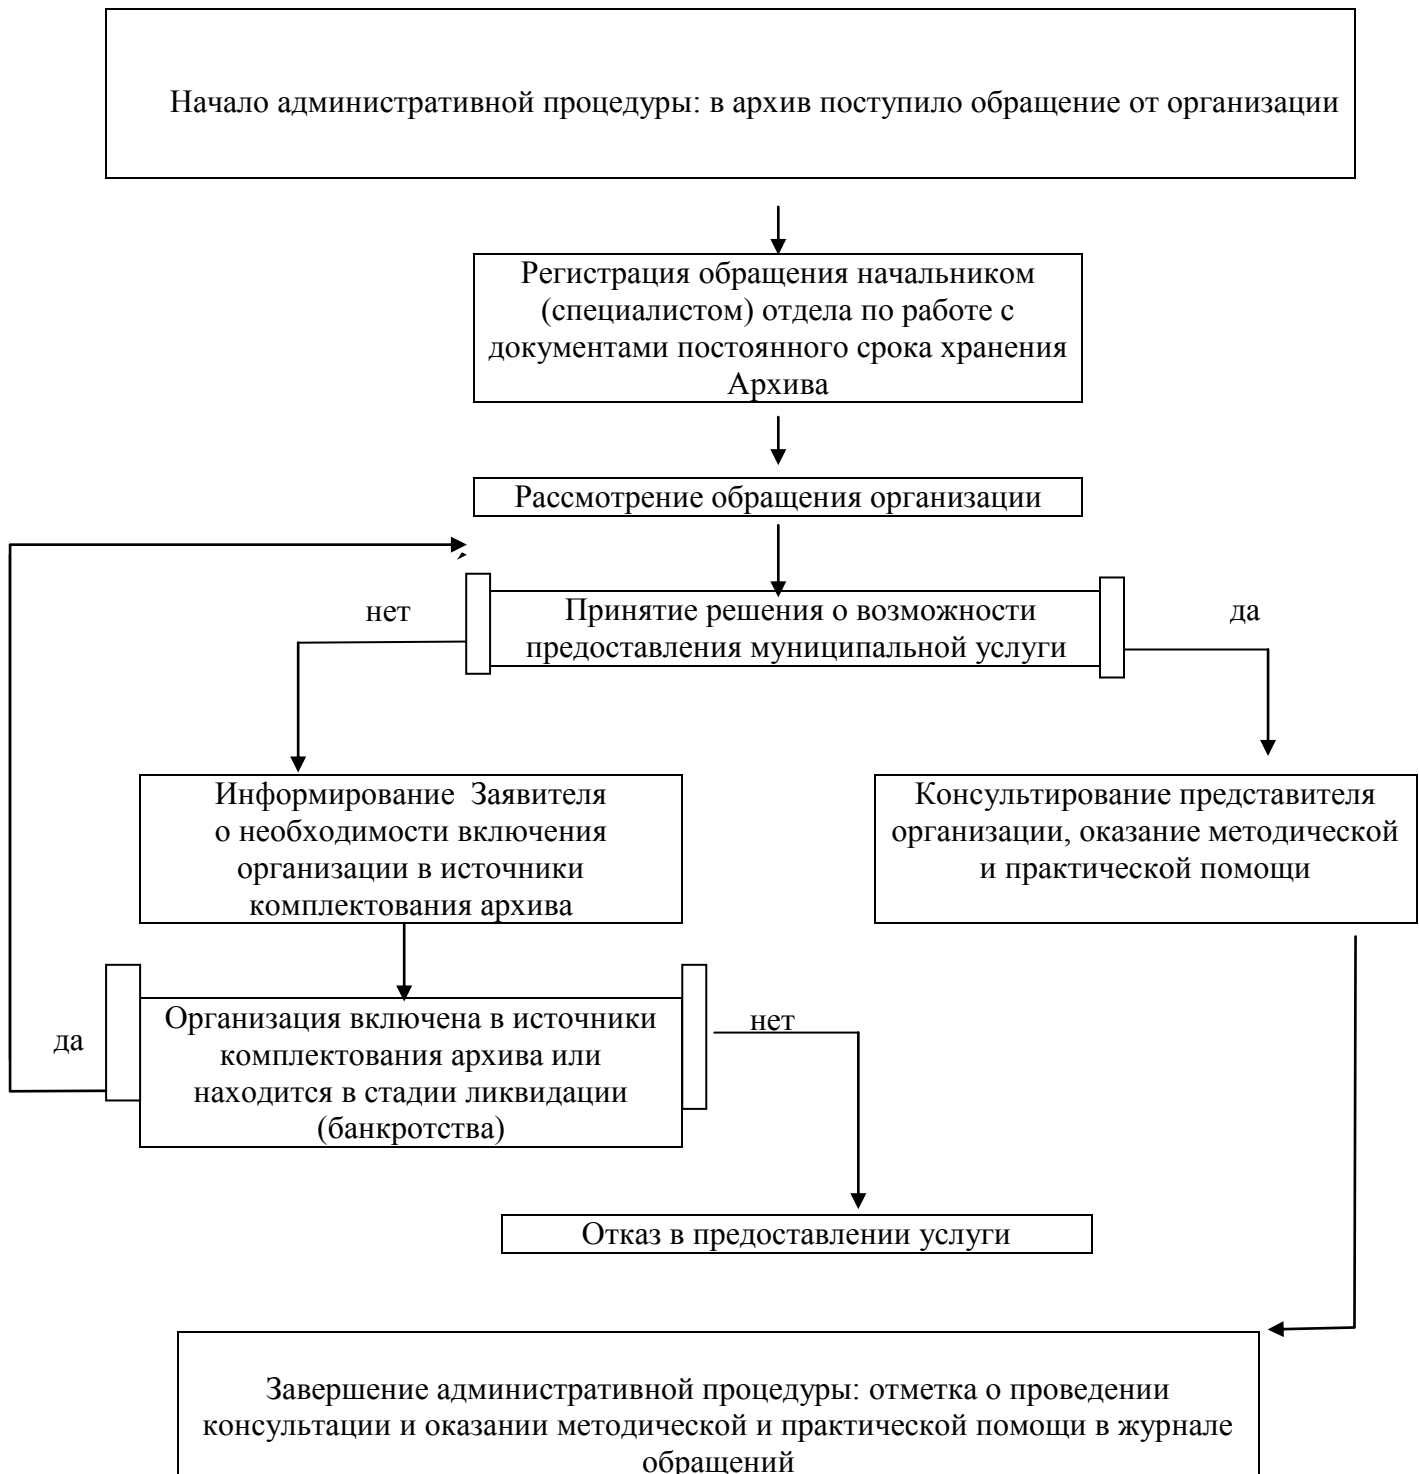 Начало административной процедуры: в архив поступило обращение от организации
Регистрация обращения начальником
(специалистом) отдела по работе с
документами постоянного срока хранения
Архива
Рассмотрение обращения организации
нет
Принятие решения о возможности
предоставления муниципальной услуги
да
Информирование Заявителя
о необходимости включения
организации в источники
комплектования архива
Консультирование представителя
организации, оказание методической
и практической помощи
да
Организация включена в источники
комплектования архива или
находится в стадии ликвидации
(банкротства)
нет
Отказ в предоставлении услуги
Завершение административной процедуры: отметка о проведении
консультации и оказании методической и практической помощи в журнале
обращений